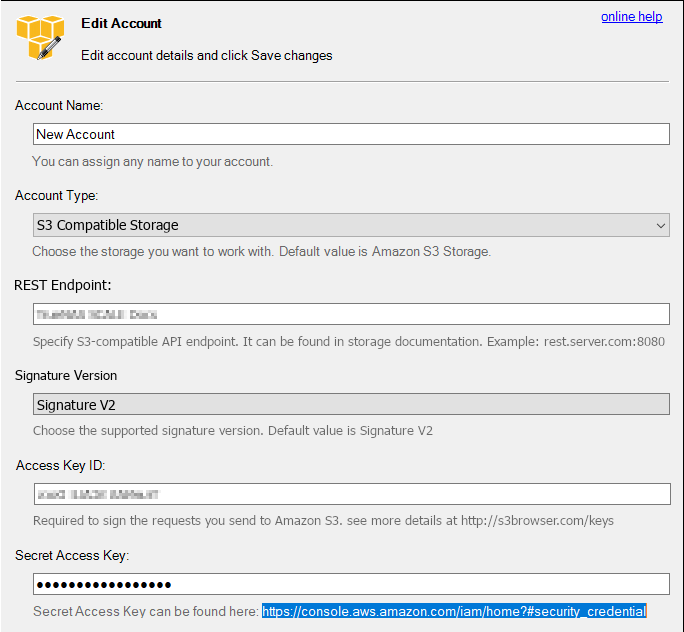 Edit Account
online help
Edit account details and click Save changes
Account Name:
New Account
You can assign any name to your account.
Account Type:
S3 Compatible Storage
Choose the storage you want to work with. Default value is Amazon S3 Storage.
REST Endpoint:
Specify S3-compatible API endpoint. It can be found in storage documentation. Example: rest.server.com:8080
Signature Version
Signature V2
Choose the supported signature version. Default value is Signature V2
Access Key ID:
Required to sign the requests you send to Amazon S3. see more details at http://s3browser.com/keys
Secret Access Key:
●●●●●●●●●●●●●●●●●
Secret Access Key can be found here: https://console.aws.amazon.com/iam/home?#security_credential